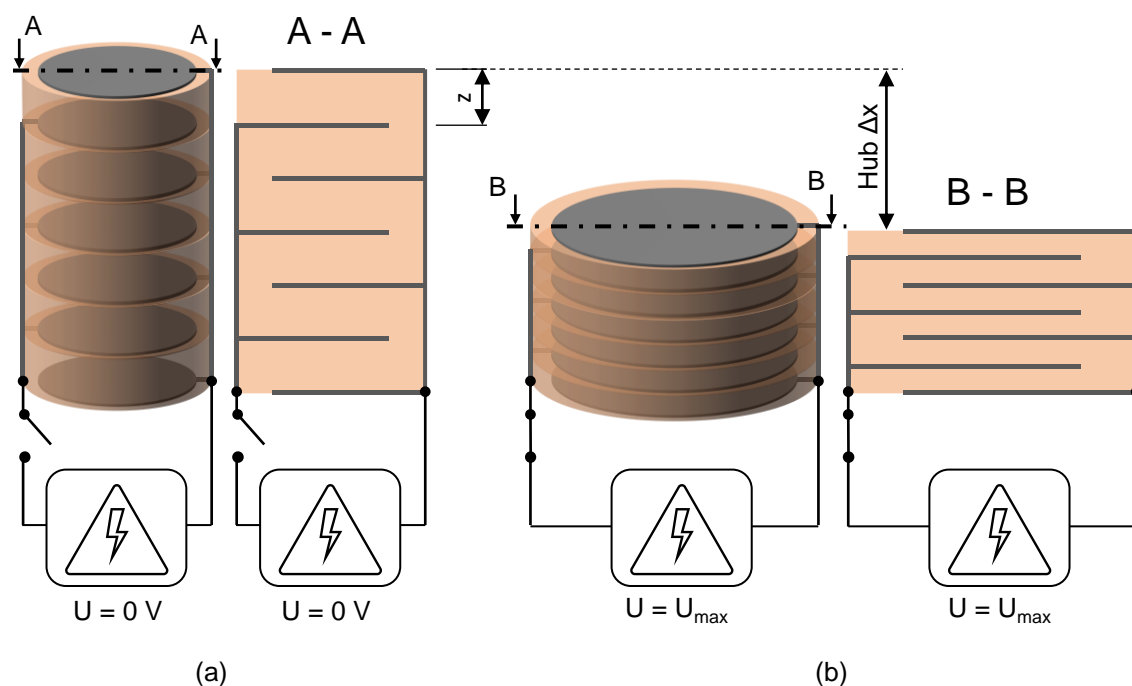 A
A
A - A
z
Hub Δx
B
B
B - B
U = 0 V
U = 0 V
U = Umax
U = Umax
(a)
(b)